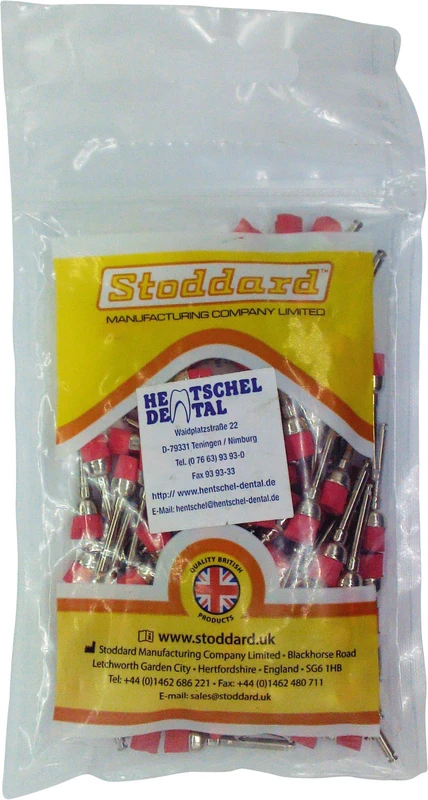 Stoddard™
MANUFACTURING COMPANY LIMITED
HENTSCHEL
DENTAL
Waidplatzstraße 22
D-79331 Teningen / Nimburg
Tel. (0 76 63) 93 93-0
Fax 93 93-33
http:// www.hentschel-dental.de
E-Mail: hentschel@hentschel-dental.de
QUALITY BRITISH
PRODUCTS
www.stoddard.uk
Stoddard Manufacturing Company Limited • Blackhorse Road
Letchworth Garden City • Hertfordshire • England • SG6 1HB
Tel: +44 (0)1462 686 221 • Fax: +44 (0)1462 480 711
E-mail: sales@stoddard.uk